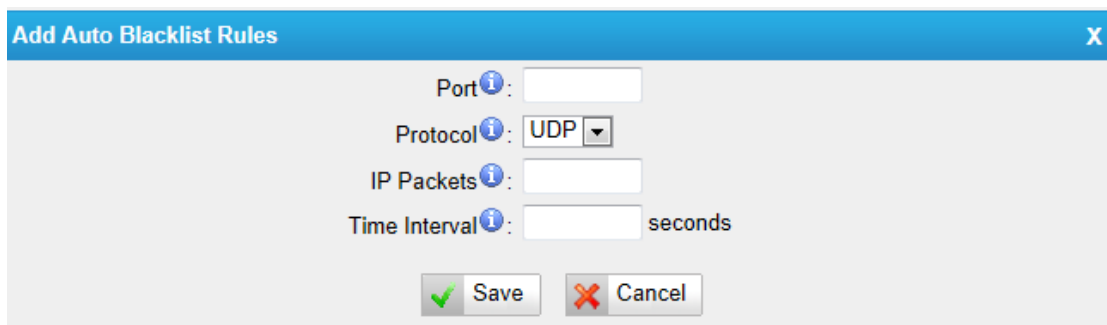 Add Auto Blacklist Rules X
Port :
Protocol : UDP
IP Packets :
Time Interval : seconds
Save Cancel